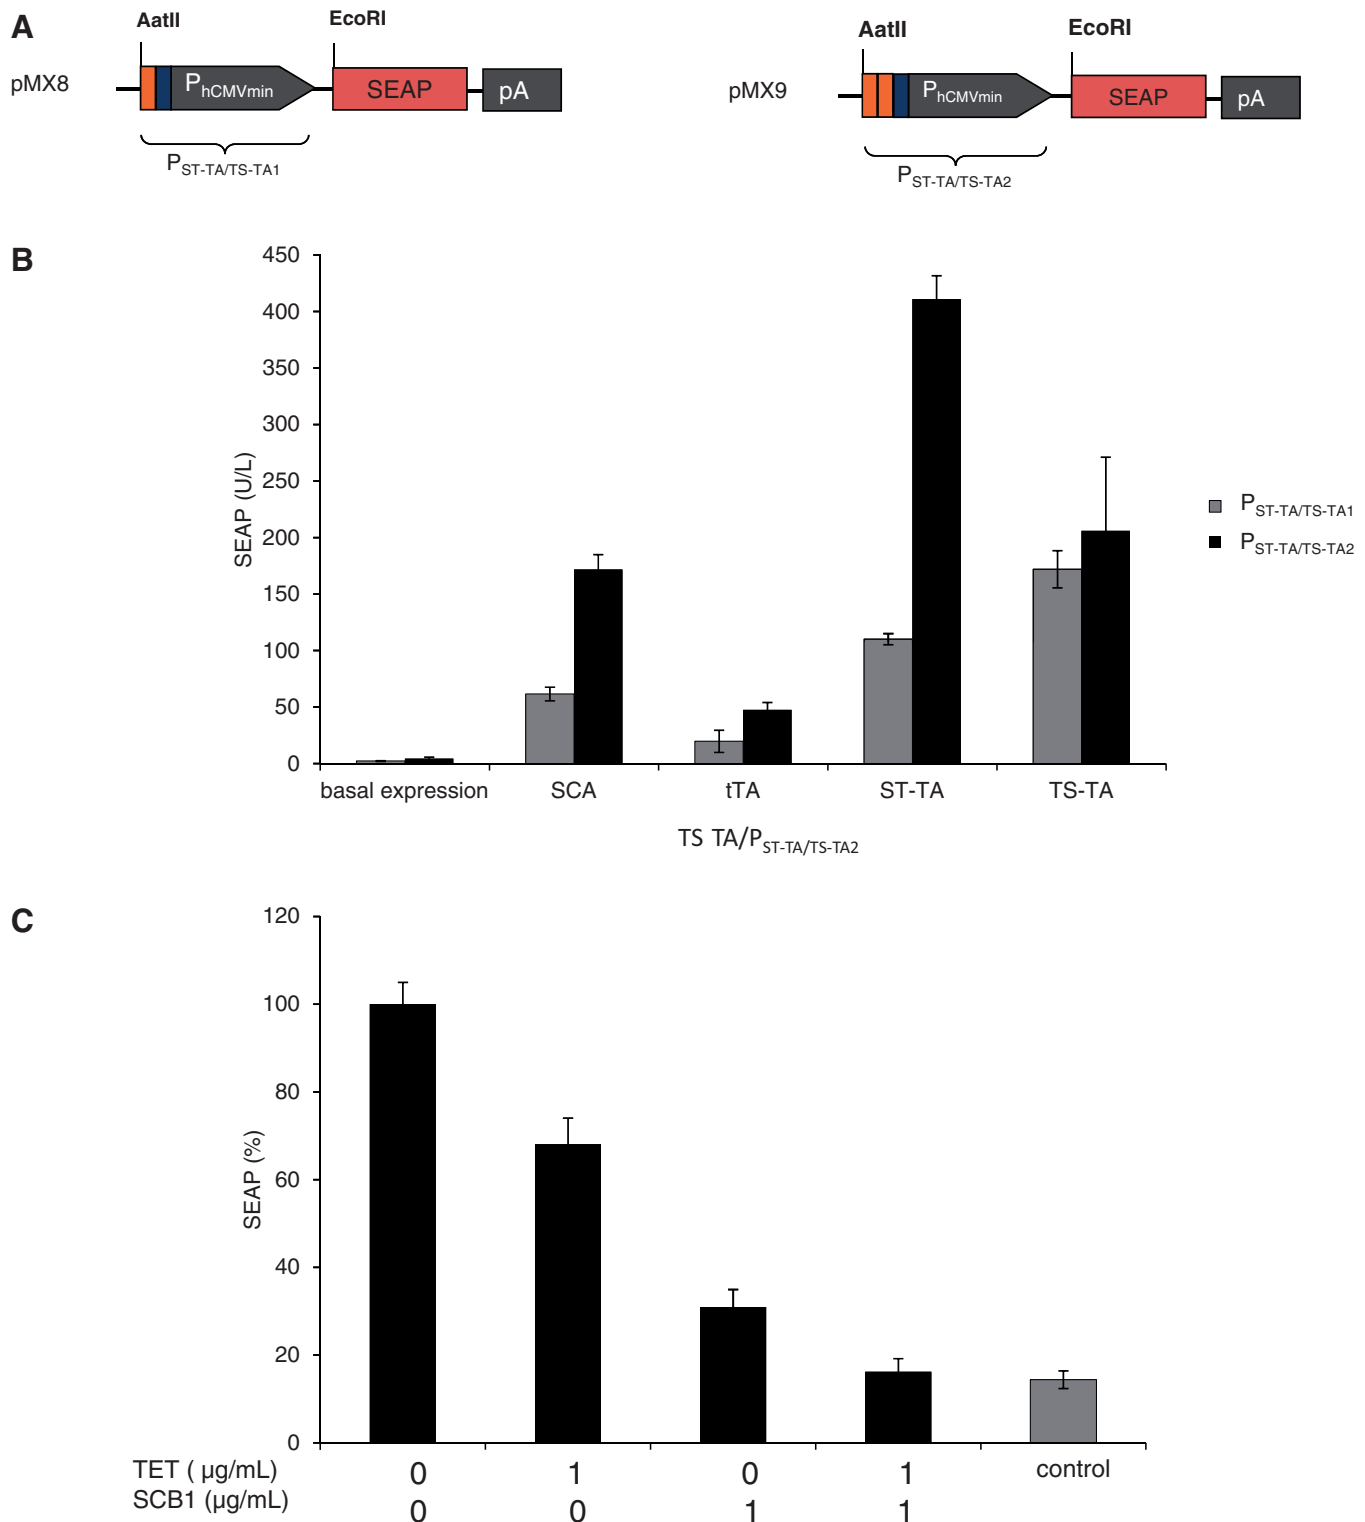 A
AatII
EcoRI
pMX8
PhCMVmin
SEAP
pA
PST-TA/TS-TA1
AatII
EcoRI
pMX9
PhCMVmin
SEAP
pA
PST-TA/TS-TA2
B
450
400
350
300
250
200
150
100
50
0
SEAP (U/L)
basal expression
SCA
tTA
ST-TA
TS-TA
PST-TA/TS-TA1
PST-TA/TS-TA2
TS TA/PST-TA/TS-TA2
C
120
100
80
60
40
20
0
SEAP (%)
TET ( µg/mL) 0 1 0 1 control
SCB1 (µg/mL) 0 0 1 1